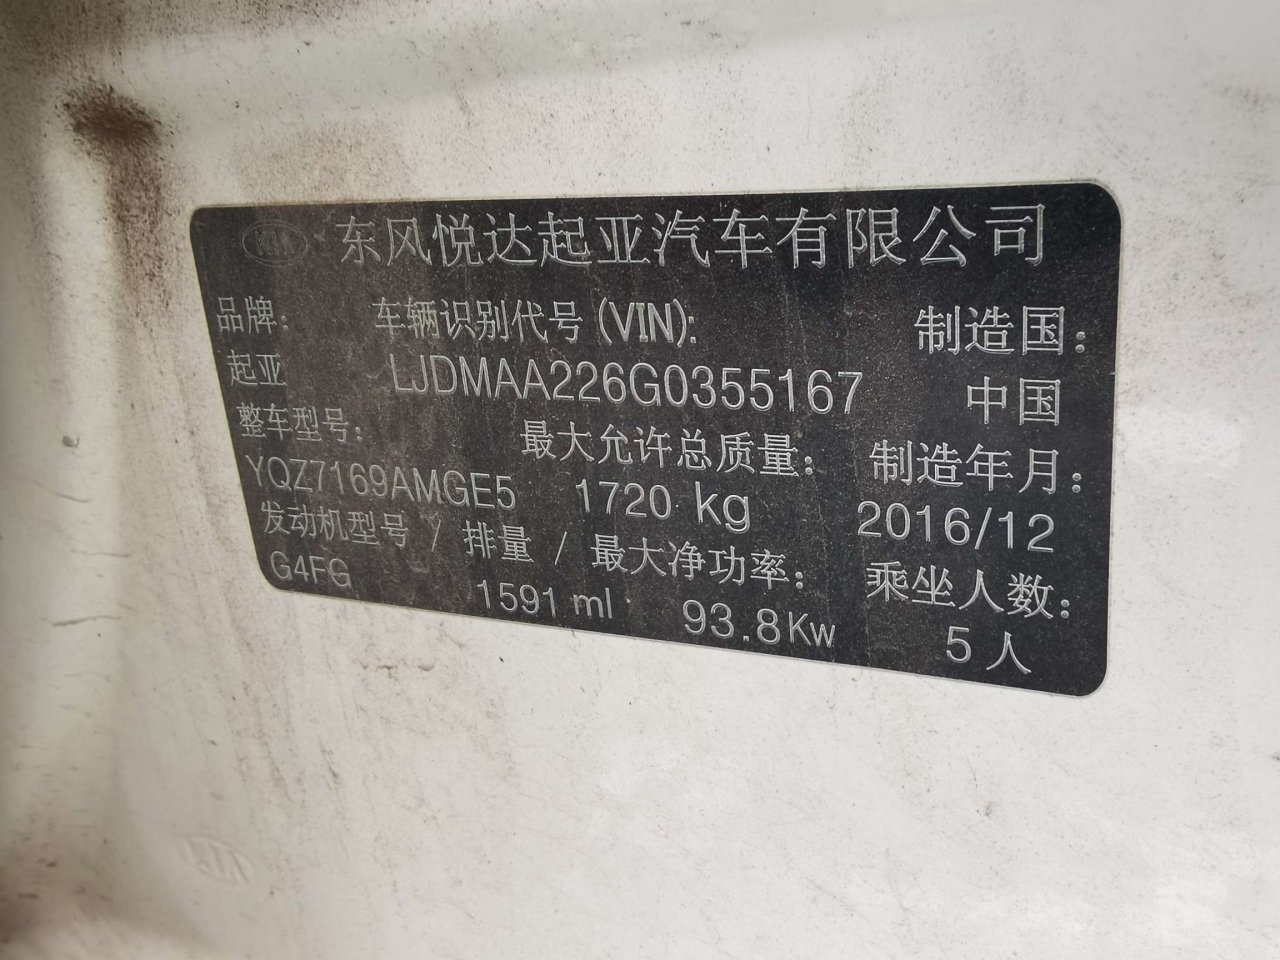 KIA 东风悦达起亚汽车有限公司
品牌: 车辆识别代号(VIN): 制造国:
起亚 LJDMAA226G0355167 中国
整车型号: 最大允许总质量: 制造年月:
YQZ7169AMGE5 1720 kg 2016/12
发动机型号 / 排量 / 最大净功率: 乘坐人数:
G4FG 1591 ml 93.8Kw 5人